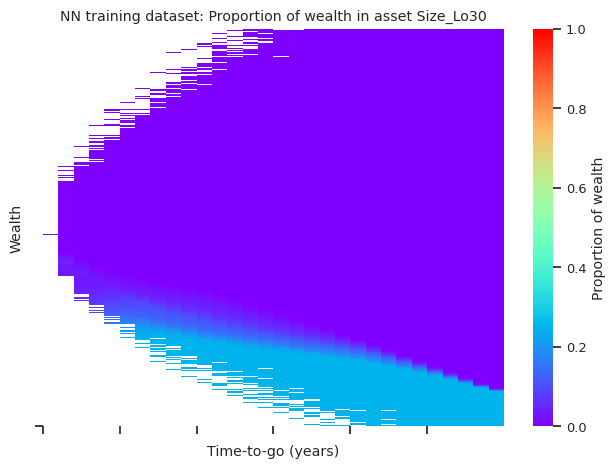 NN training dataset: Proportion of wealth in asset Size_Lo30
Wealth
Time-to-go (years)
1.0
0.8
0.6
0.4
0.2
0.0
Proportion of wealth